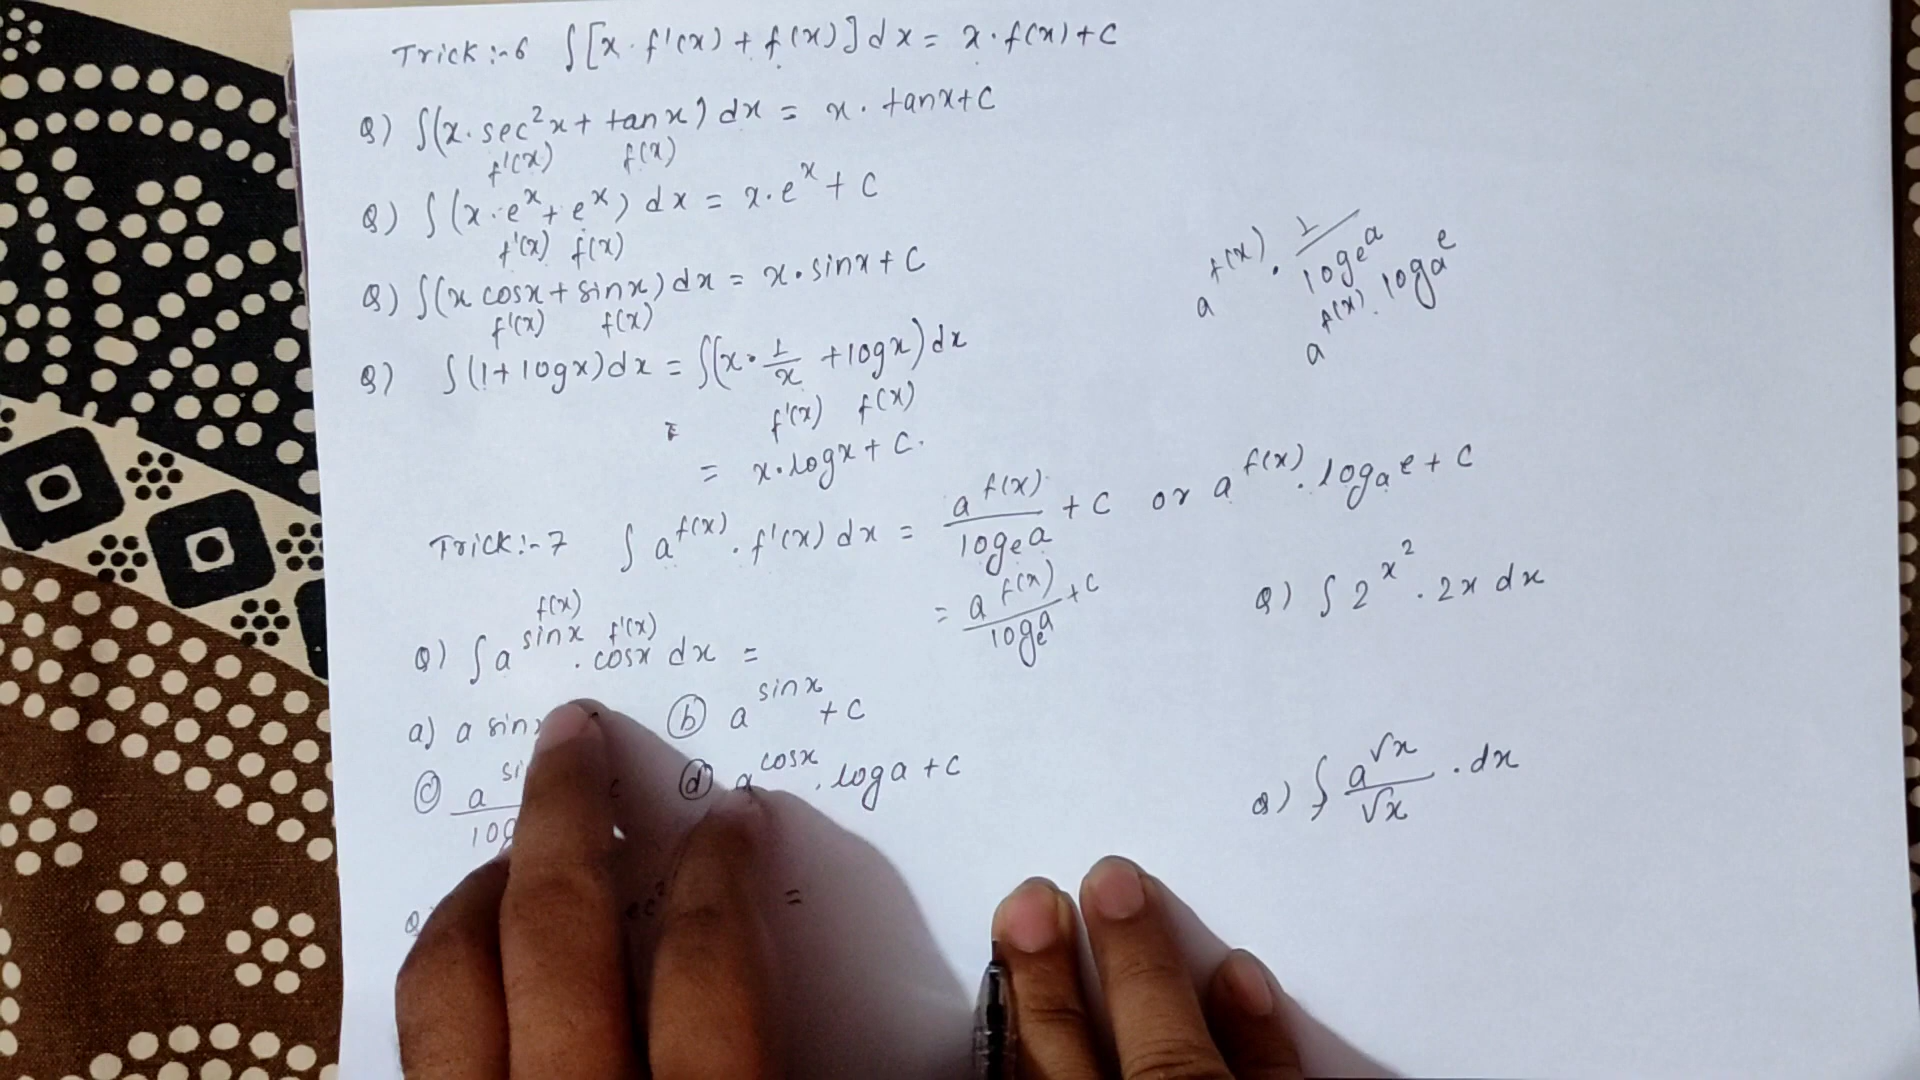 Trick :- 6 ∫[x · f'(x) + f(x)] dx = x · f(x) + c
Q) ∫(x · sec²x + tan x) dx = x · tanx + c
f'(x) f(x)
Q) ∫(x · eˣ + eˣ) dx = x · eˣ + c
f'(x) f(x)
Q) ∫(x cosx + sinx) dx = x · sinx + c
f'(x) f(x)
Q) ∫(1 + logx) dx = ∫(x · 1/x + logx) dx
f'(x) f(x)
= x · logx + c.
a^f(x) · 1/logₑa
a^f(x) · logₐe
Trick :- 7 ∫ a^f(x) · f'(x) dx = a^f(x)/logₑa + c or a^f(x) · logₐe + c
= a^f(x)/logₑa + c
f(x) f'(x)
Q) ∫ a^sinx · cosx dx =
a) a sin
(b) a^sinx + c
(c) a
(d) a^cosx · log a + c
Q) ∫ 2^x² · 2x dx
Q) ∫ a^√x/√x · dx
=